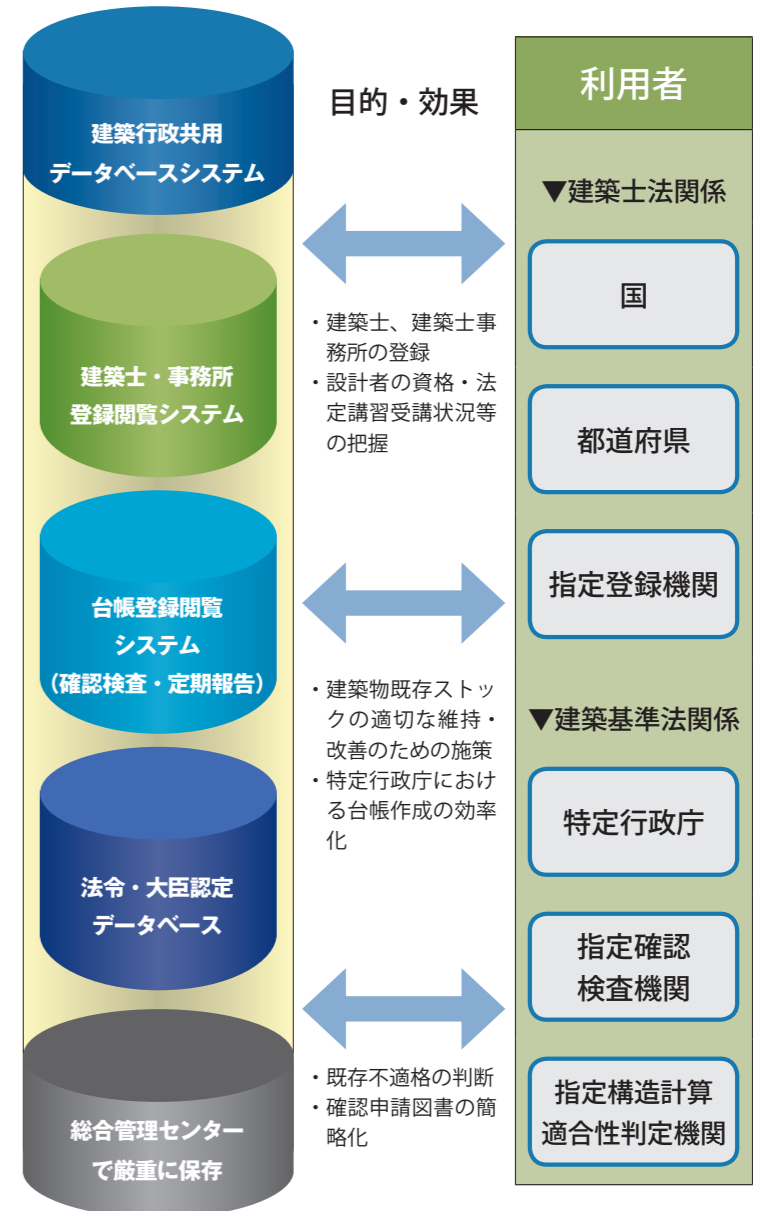 建築行政共用
データベースシステム
建築士・事務所
登録閲覧システム
台帳登録閲覧
システム
（確認検査・定期報告）
法令・大臣認定
データベース
総合管理センター
で厳重に保存
目的・効果
・建築士、建築士事
務所の登録
・設計者の資格・法
定講習受講状況等
の把握
・建築物既存ストッ
クの適切な維持・
改善のための施策
・特定行政庁におけ
る台帳作成の効率
化
・既存不適格の判断
・確認申請図書の簡
略化
利用者
▼建築士法関係
国
都道府県
指定登録機関
▼建築基準法関係
特定行政庁
指定確認
検査機関
指定構造計算
適合性判定機関